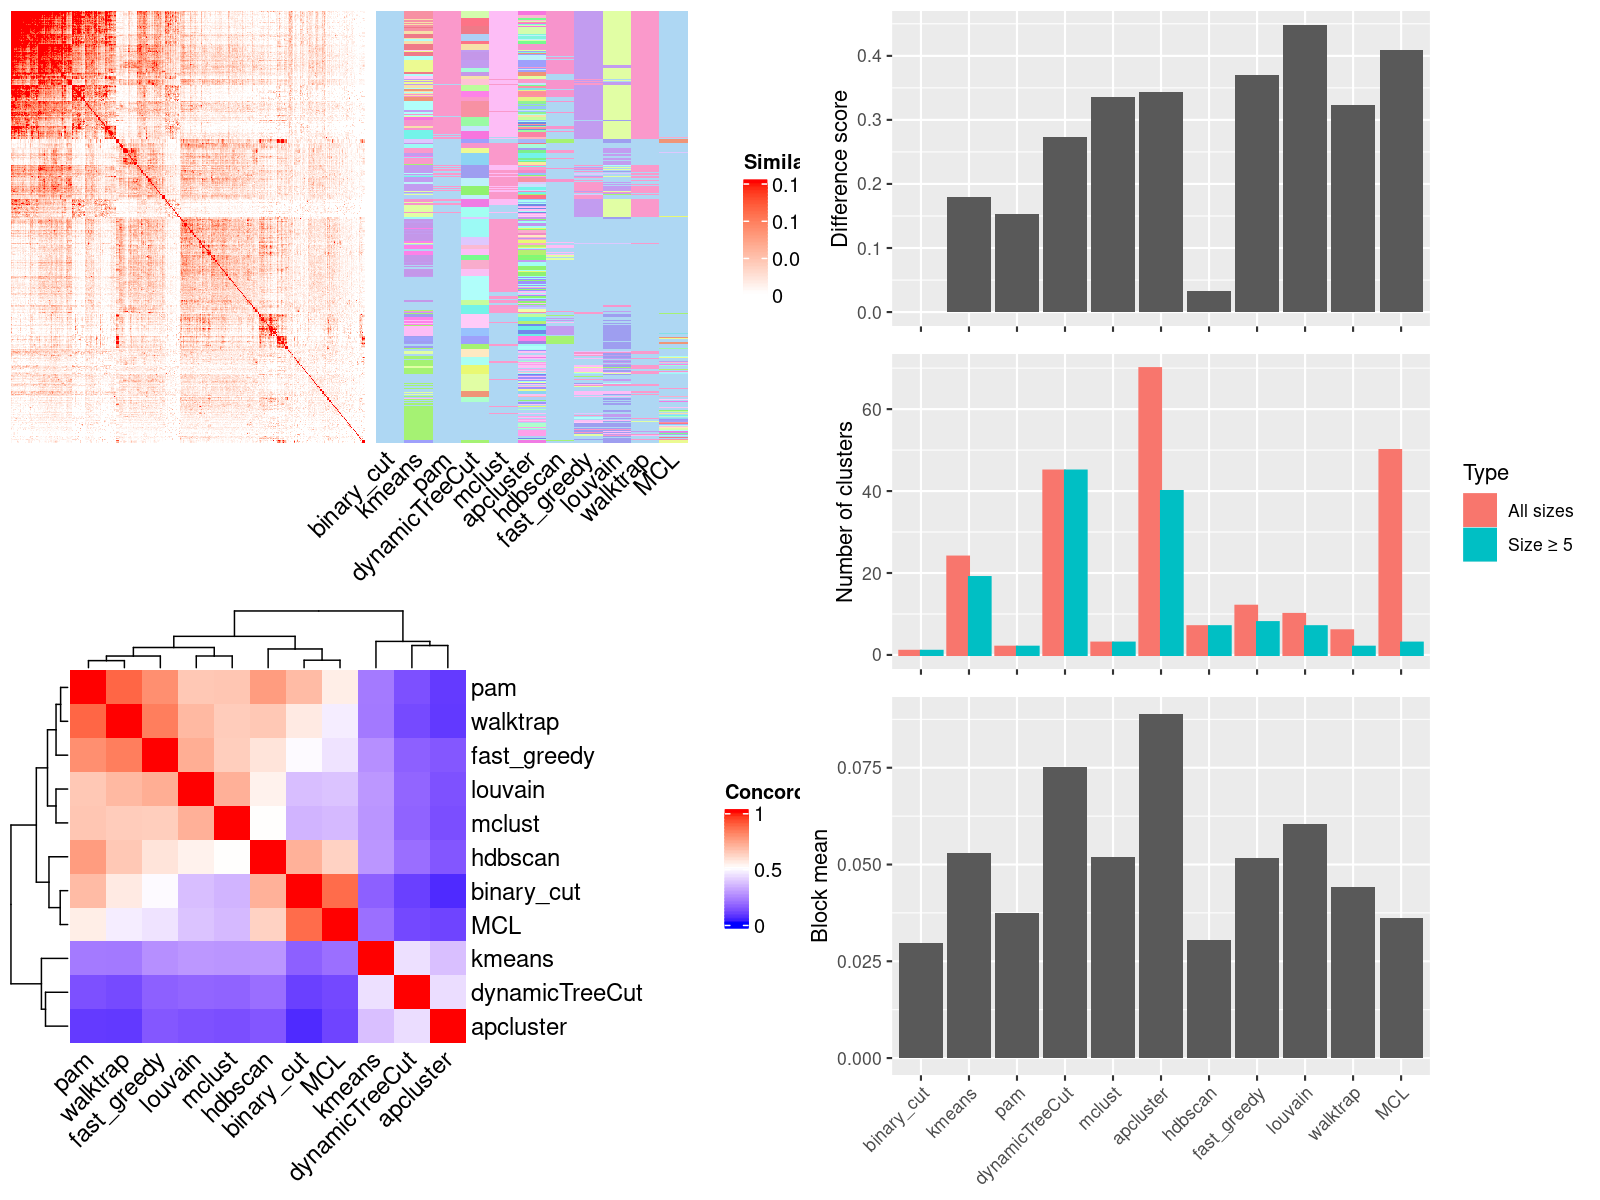 Simila
0.1
0.1
0.0
0
binary_cut
kmeans
pam
dynamicTreeCut
mclust
apcluster
hdbscan
fast_greedy
louvain
walktrap
MCL
pam
walktrap
fast_greedy
louvain
mclust
hdbscan
binary_cut
MCL
kmeans
dynamicTreeCut
apcluster
pam
walktrap
fast_greedy
louvain
mclust
hdbscan
binary_cut
MCL
kmeans
dynamicTreeCut
apcluster
Concord
1
0.5
0
Difference score
0.4
0.3
0.2
0.1
0.0
Number of clusters
60
40
20
0
Type
All sizes
Size ≥ 5
Block mean
0.075
0.050
0.025
0.000
binary_cut
kmeans
pam
dynamicTreeCut
mclust
apcluster
hdbscan
fast_greedy
louvain
walktrap
MCL